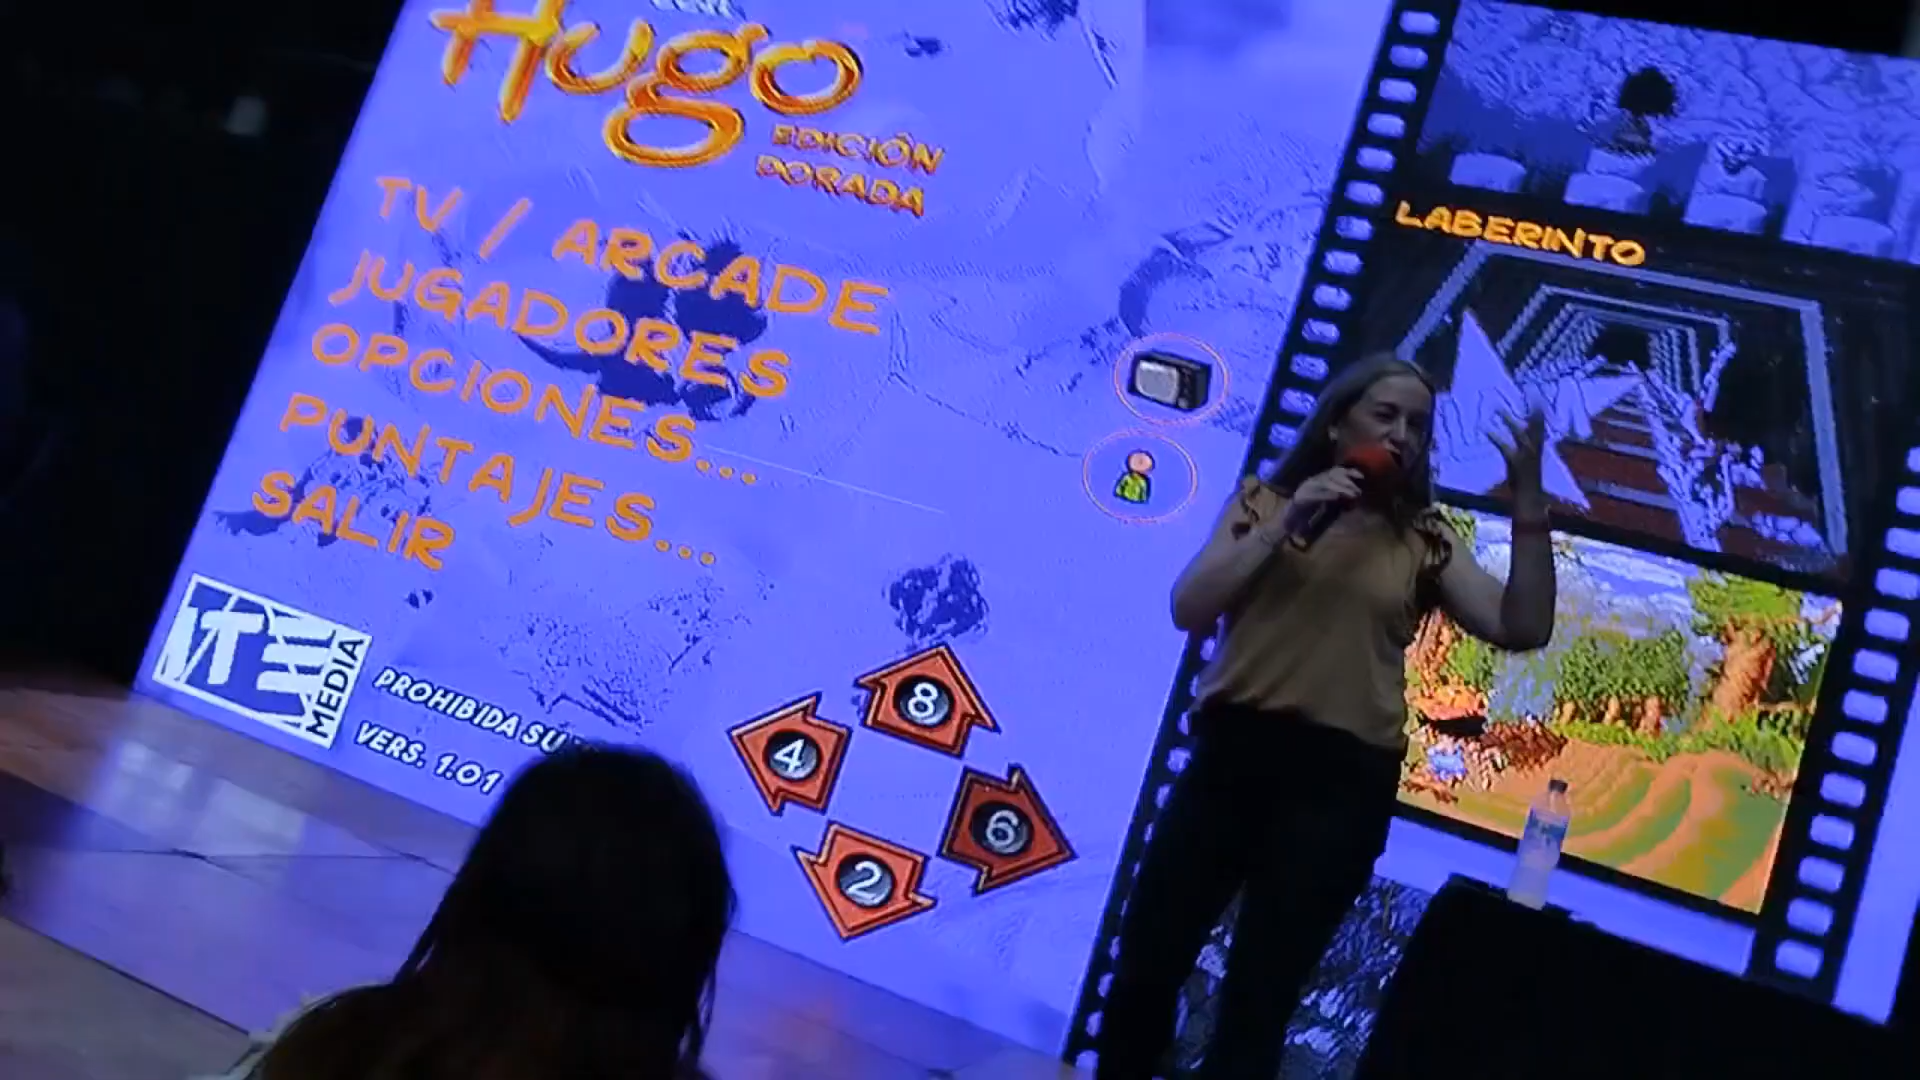 Hugo
EDICIÓN
DORADA
TV / ARCADE
JUGADORES
OPCIONES...
PUNTAJES...
SALIR
LABERINTO
ITE
MEDIA
PROHIBIDA SU
VERS. 1.01
8
4
6
2